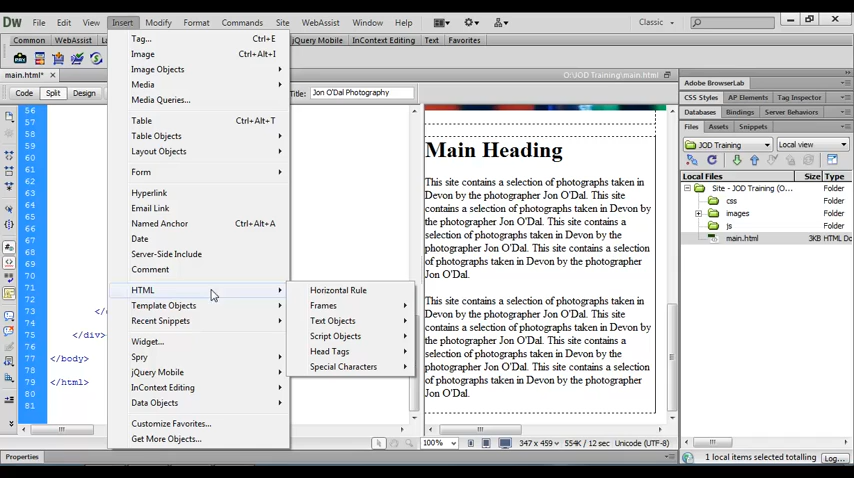 Dw File Edit View Insert Modify Format Commands Site WebAssist Window Help Classic
Common WebAssist jQuery Mobile InContext Editing Text Favorites
main.html* O:\JOD Training\main.html
Code Split Design Title: Jon O'Dal Photography
Tag... Ctrl+E
Image Ctrl+Alt+I
Image Objects
Media
Media Queries...
Table Ctrl+Alt+T
Table Objects
Layout Objects
Form
Hyperlink
Email Link
Named Anchor Ctrl+Alt+A
Date
Server-Side Include
Comment
HTML
Template Objects
Recent Snippets
Widget...
Spry
jQuery Mobile
InContext Editing
Data Objects
Customize Favorites...
Get More Objects...
Horizontal Rule
Frames
Text Objects
Script Objects
Head Tags
Special Characters
56
57
58
59
60
61
62
63
64
65
66
67
68
69
70
71
72
73 </
74
75 </div>
76
77 </body>
78
79 </html>
80
81
Main Heading
This site contains a selection of photographs taken in
Devon by the photographer Jon O'Dal. This site
contains a selection of photographs taken in Devon by
the photographer Jon O'Dal. This site contains a
selection of photographs taken in Devon by the
photographer Jon O'Dal. This site contains a selection
of photographs taken in Devon by the photographer
Jon O'Dal.
This site contains a selection of photographs taken in
Devon by the photographer Jon O'Dal. This site
contains a selection of photographs taken in Devon by
the photographer Jon O'Dal. This site contains a
selection of photographs taken in Devon by the
photographer Jon O'Dal. This site contains a selection
of photographs taken in Devon by the photographer
Jon O'Dal.
100% 347 x 459 554K / 12 sec Unicode (UTF-8)
Properties
Adobe BrowserLab
CSS Styles AP Elements Tag Inspector
Databases Bindings Server Behaviors
Files Assets Snippets
JOD Training Local view
Local Files Size Type
Site - JOD Training (O... Folder
css Folder
images Folder
js Folder
main.html 3KB HTML Do
1 local items selected totalling Log...